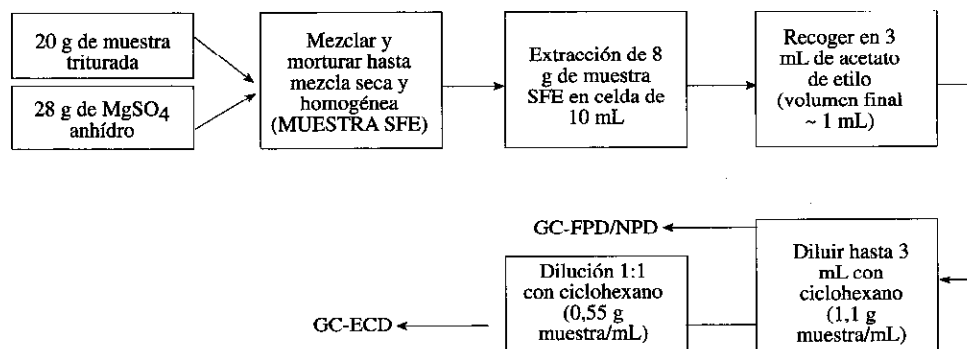 20 g de muestra
triturada
28 g de MgSO4
anhídro
Mezclar y
morturar hasta
mezcla seca y
homogénea
(MUESTRA SFE)
Extracción de 8
g de muestra
SFE en celda de
10 mL
Recoger en 3
mL de acetato
de etilo
(volumen final
~ 1 mL)
Diluir hasta 3
mL con
ciclohexano
(1,1 g
muestra/mL)
GC-FPD/NPD
Dilución 1:1
con ciclohexano
(0,55 g
muestra/mL)
GC-ECD